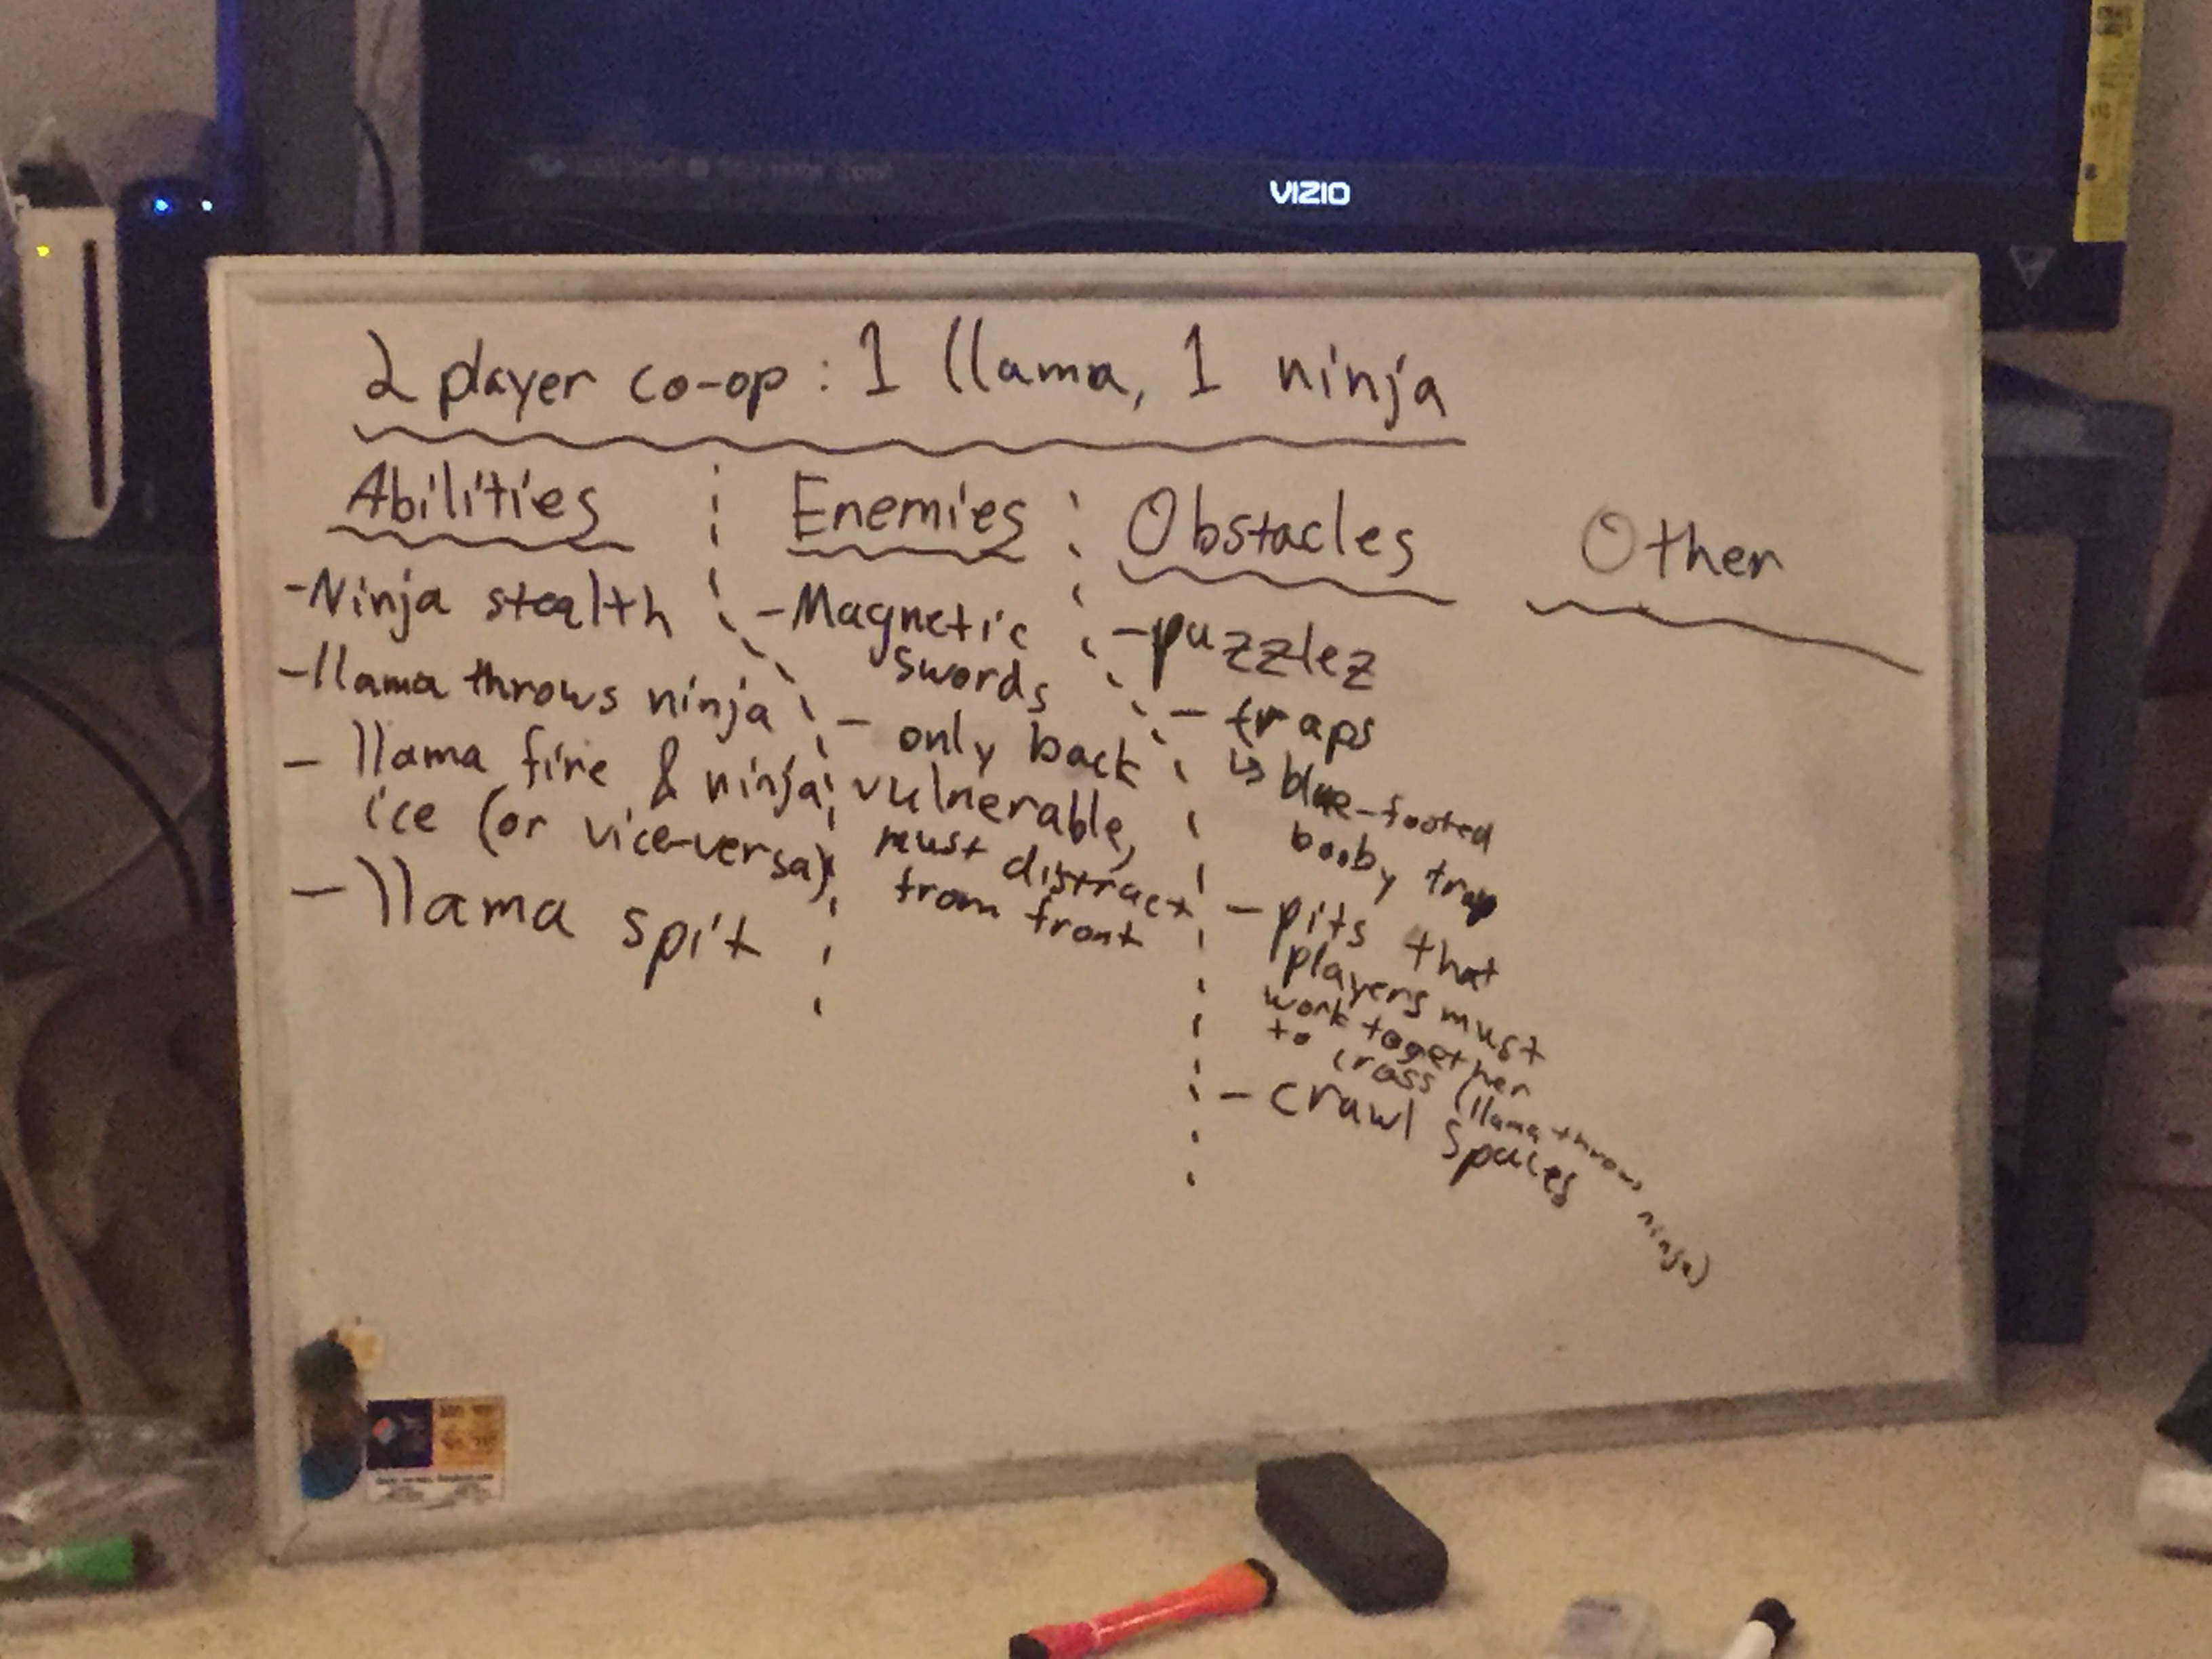 VIZIO
2 player co-op : 1 llama, 1 ninja
Abilities
- Ninja stealth
- llama throws ninja
- llama fire & ninja
ice (or vice-versa)
- llama spit
Enemies
- Magnetic
swords
- only back
vulnerable,
must distract
from front
Obstacles
- puzzlez
- traps
↳ blue-footed
booby trap
- pits that
players must
work together
to cross (llama throws ninja)
- crawl spaces
Other